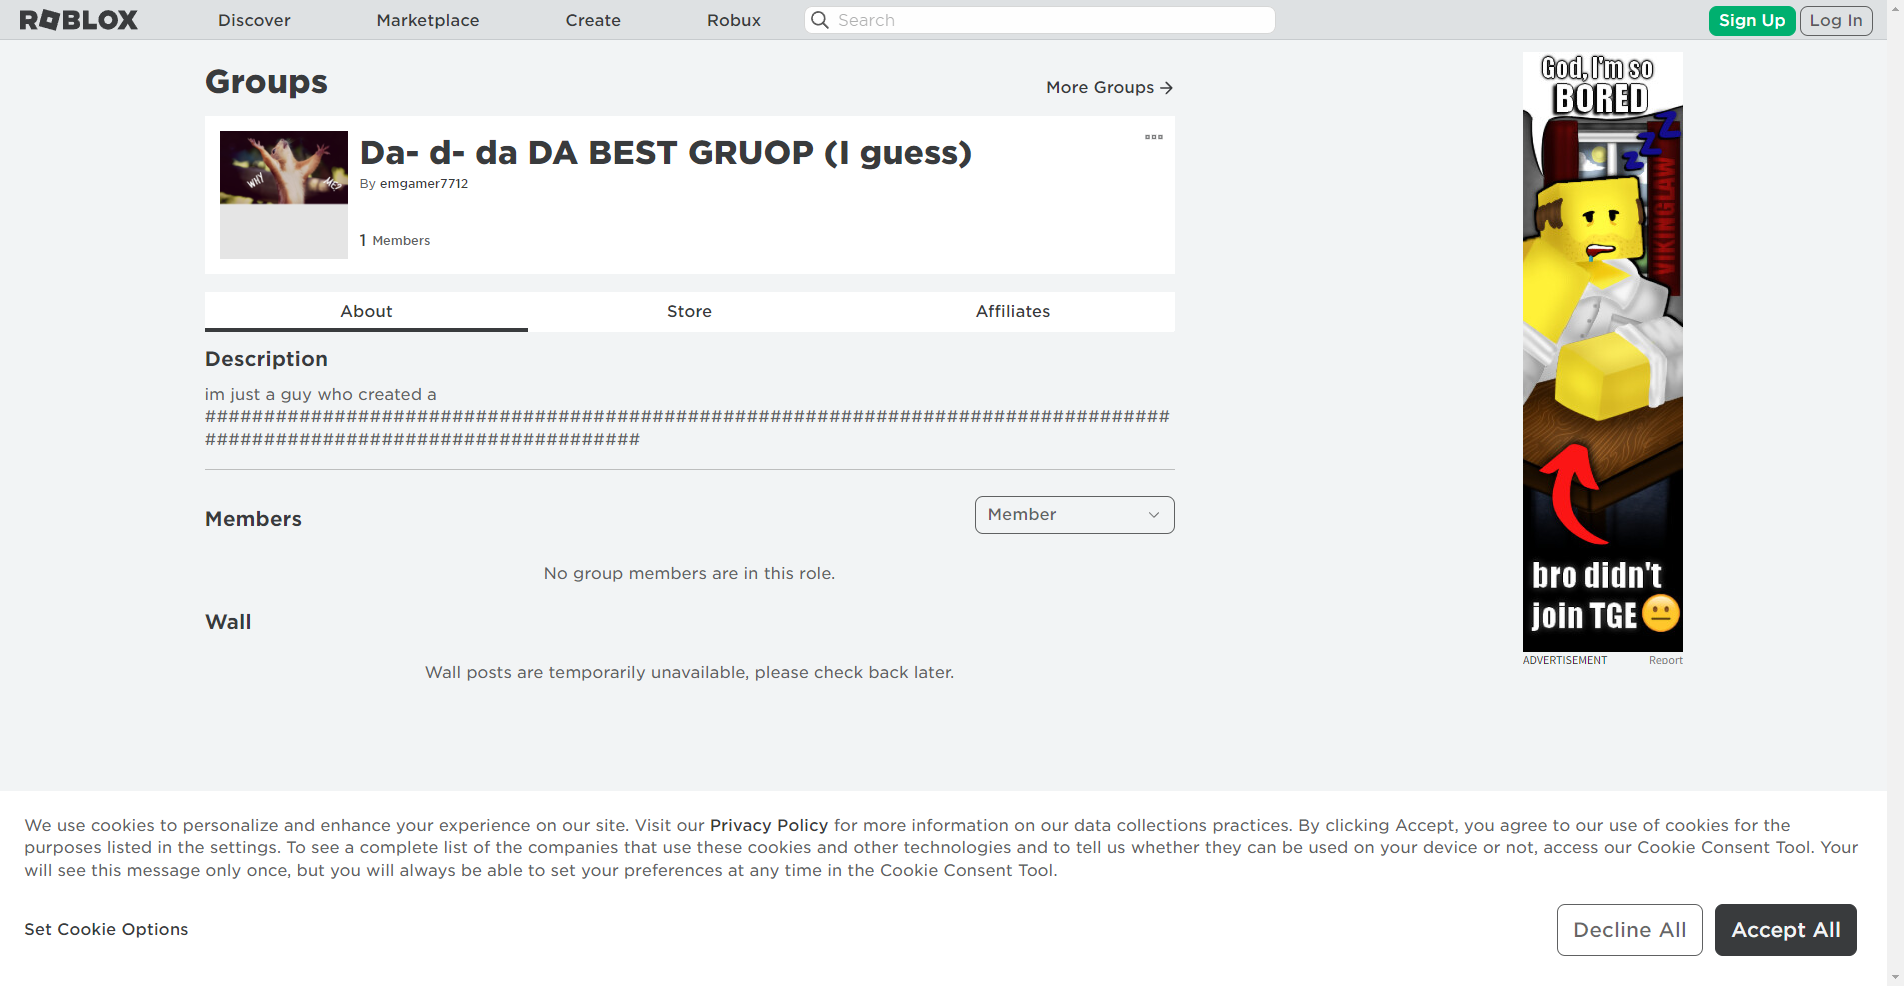 ROBLOX
Discover
Marketplace
Create
Robux
Search
Sign Up
Log In
Groups
More Groups
WHY
ME?
Da- d- da DA BEST GRUOP (I guess)
By emgamer7712
1 Members
About
Store
Affiliates
Description
im just a guy who created a
##################################################################################
#####################################
Members
Member
No group members are in this role.
Wall
Wall posts are temporarily unavailable, please check back later.
God, I'm so
BORED
zzZ
VIKINGLAW
bro didn't
join TGE
ADVERTISEMENT
Report
We use cookies to personalize and enhance your experience on our site. Visit our Privacy Policy for more information on our data collections practices. By clicking Accept, you agree to our use of cookies for the
purposes listed in the settings. To see a complete list of the companies that use these cookies and other technologies and to tell us whether they can be used on your device or not, access our Cookie Consent Tool. Your
will see this message only once, but you will always be able to set your preferences at any time in the Cookie Consent Tool.
Set Cookie Options
Decline All
Accept All